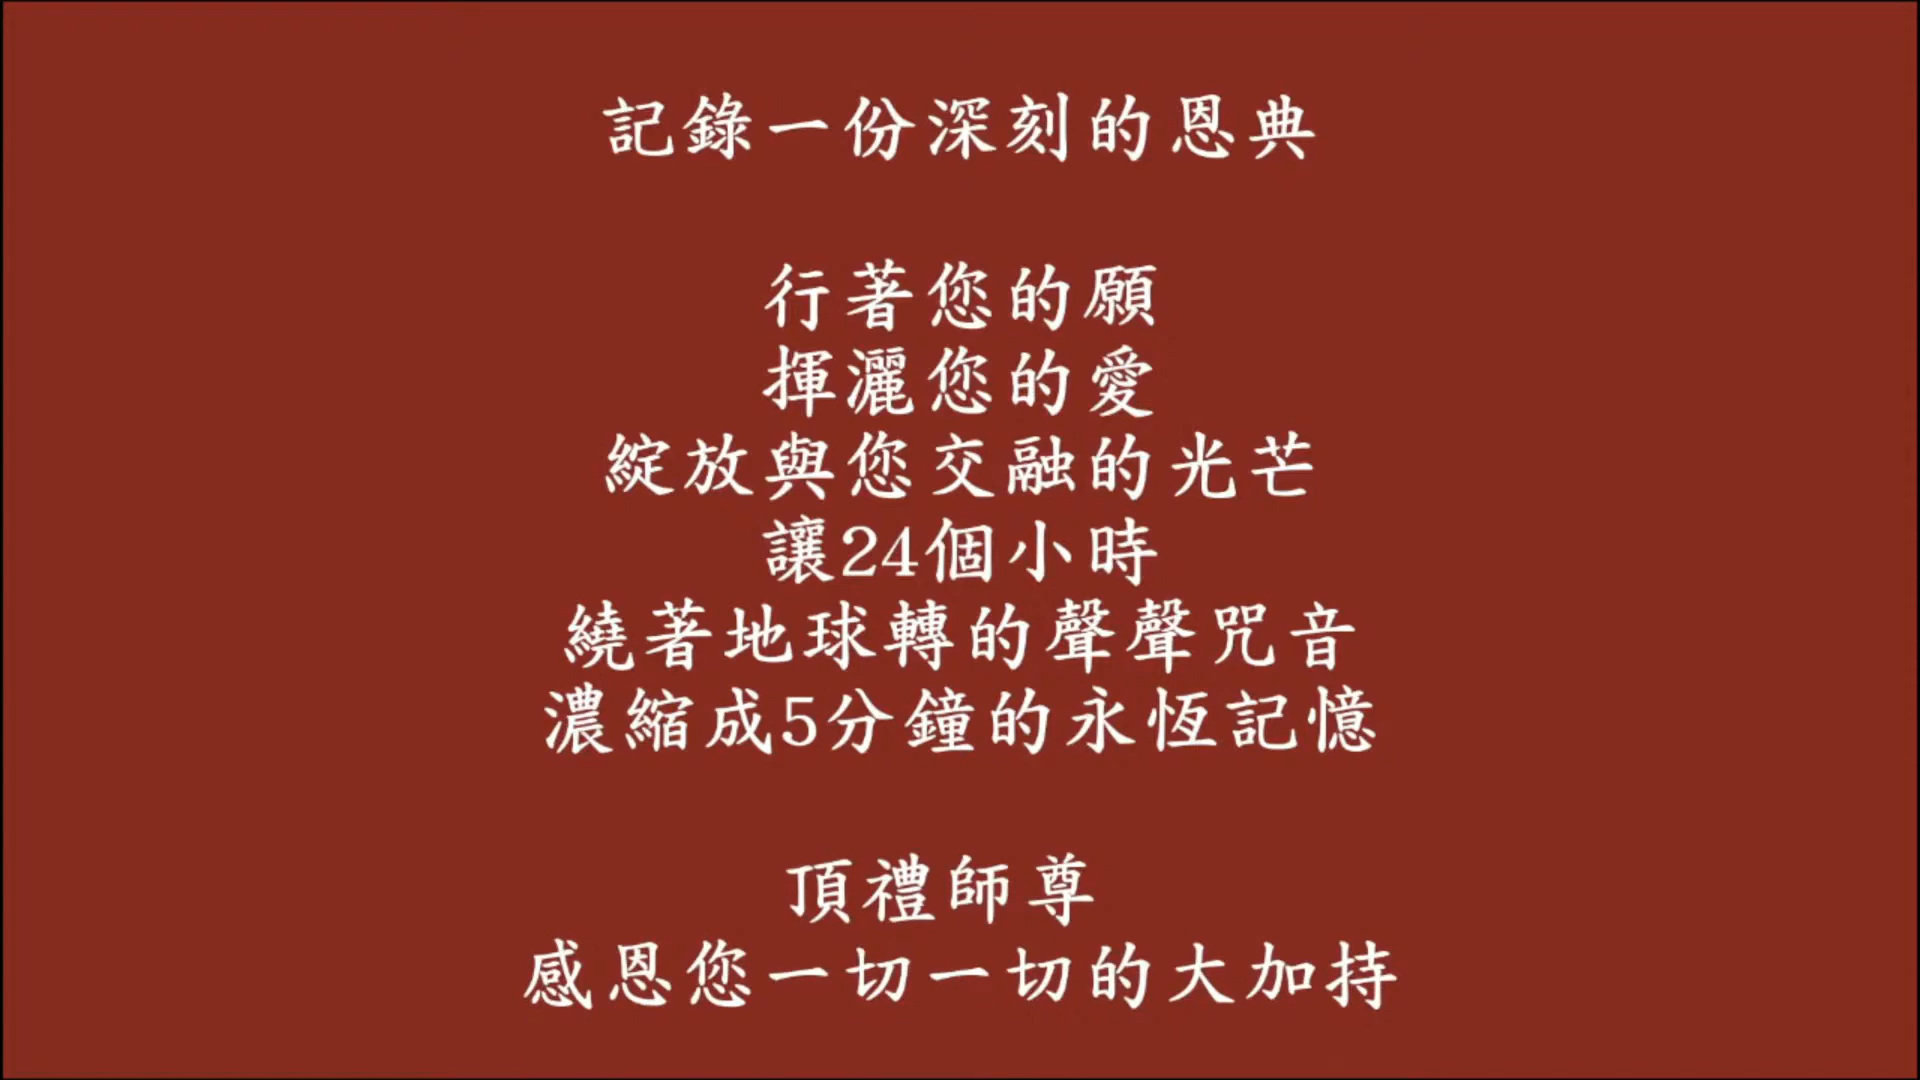 記錄一份深刻的恩典
行著您的願
揮灑您的愛
綻放與您交融的光芒
讓24個小時
繞著地球轉的聲聲咒音
濃縮成5分鐘的永恆記憶
頂禮師尊
感恩您一切一切的大加持